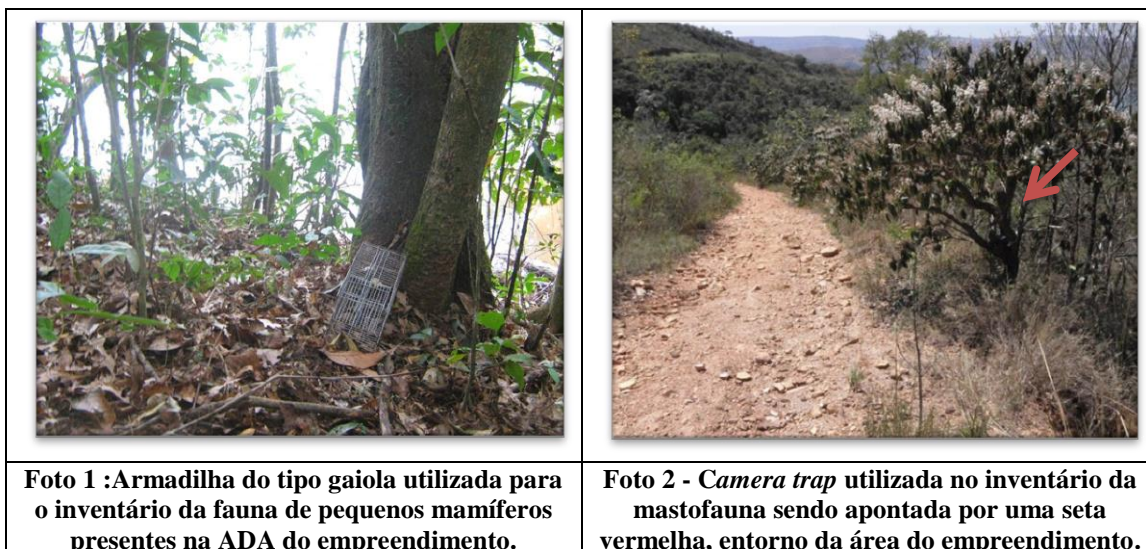 Foto 1 :Armadilha do tipo gaiola utilizada para
o inventário da fauna de pequenos mamíferos
presentes na ADA do empreendimento.
Foto 2 - Camera trap utilizada no inventário da
mastofauna sendo apontada por uma seta
vermelha, entorno da área do empreendimento